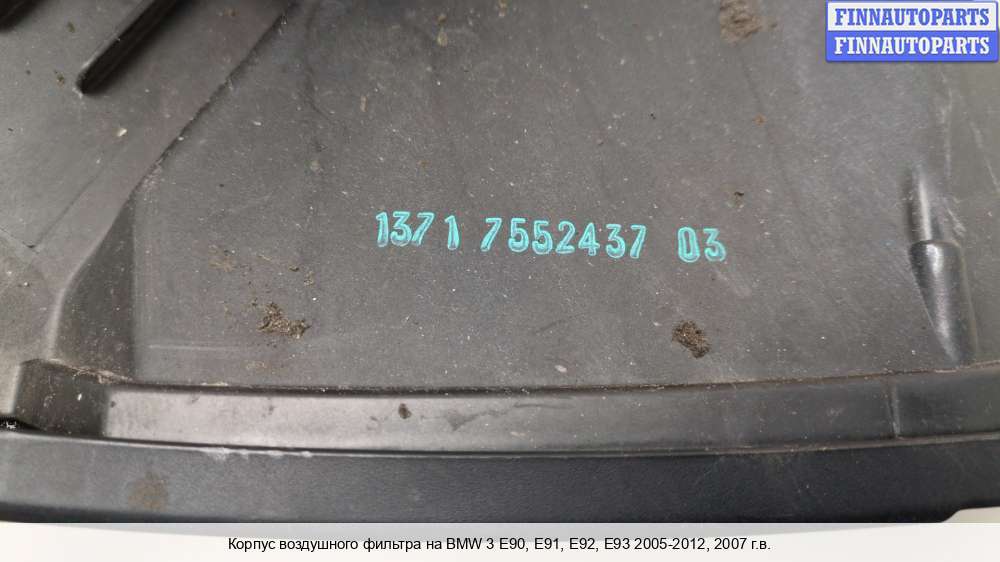 FINNAUTOPARTS
FINNAUTOPARTS
1371 7552437 03
Корпус воздушного фильтра на BMW 3 E90, E91, E92, E93 2005-2012, 2007 г.в.